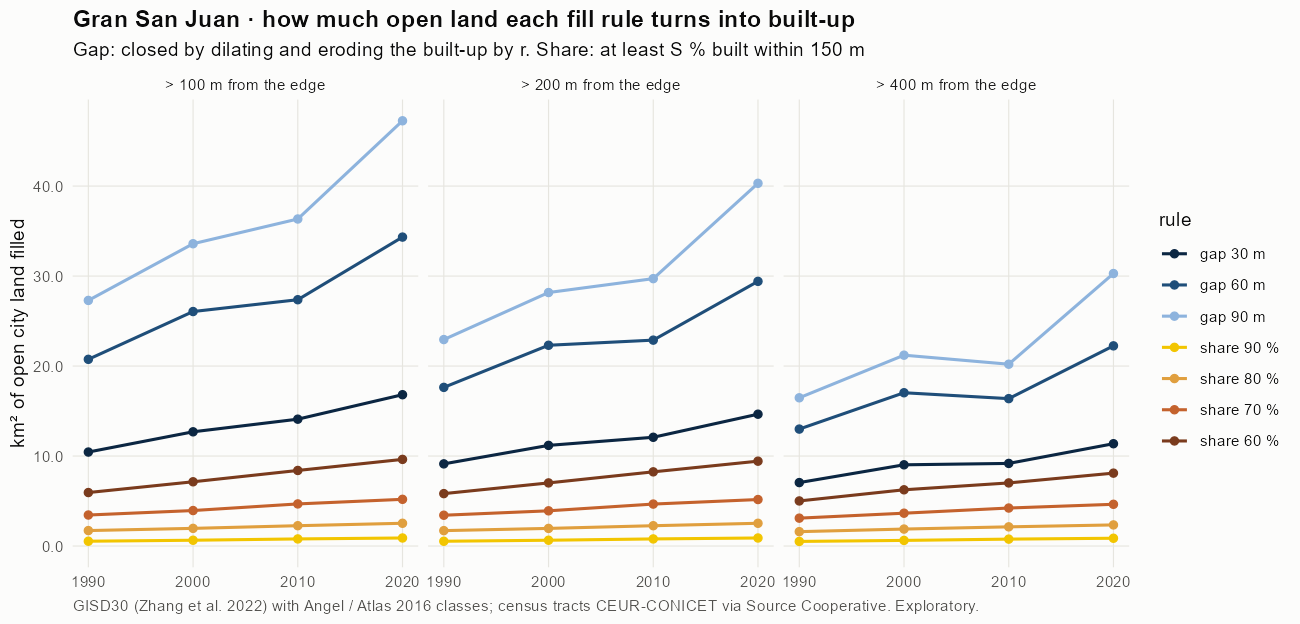 Gran San Juan · how much open land each fill rule turns into built-up
Gap: closed by dilating and eroding the built-up by r. Share: at least S % built within 150 m
> 100 m from the edge
> 200 m from the edge
> 400 m from the edge
km² of open city land filled
40.0
30.0
20.0
10.0
0.0
1990 2000 2010 2020
1990 2000 2010 2020
1990 2000 2010 2020
rule
gap 30 m
gap 60 m
gap 90 m
share 90 %
share 80 %
share 70 %
share 60 %
GISD30 (Zhang et al. 2022) with Angel / Atlas 2016 classes; census tracts CEUR-CONICET via Source Cooperative. Exploratory.